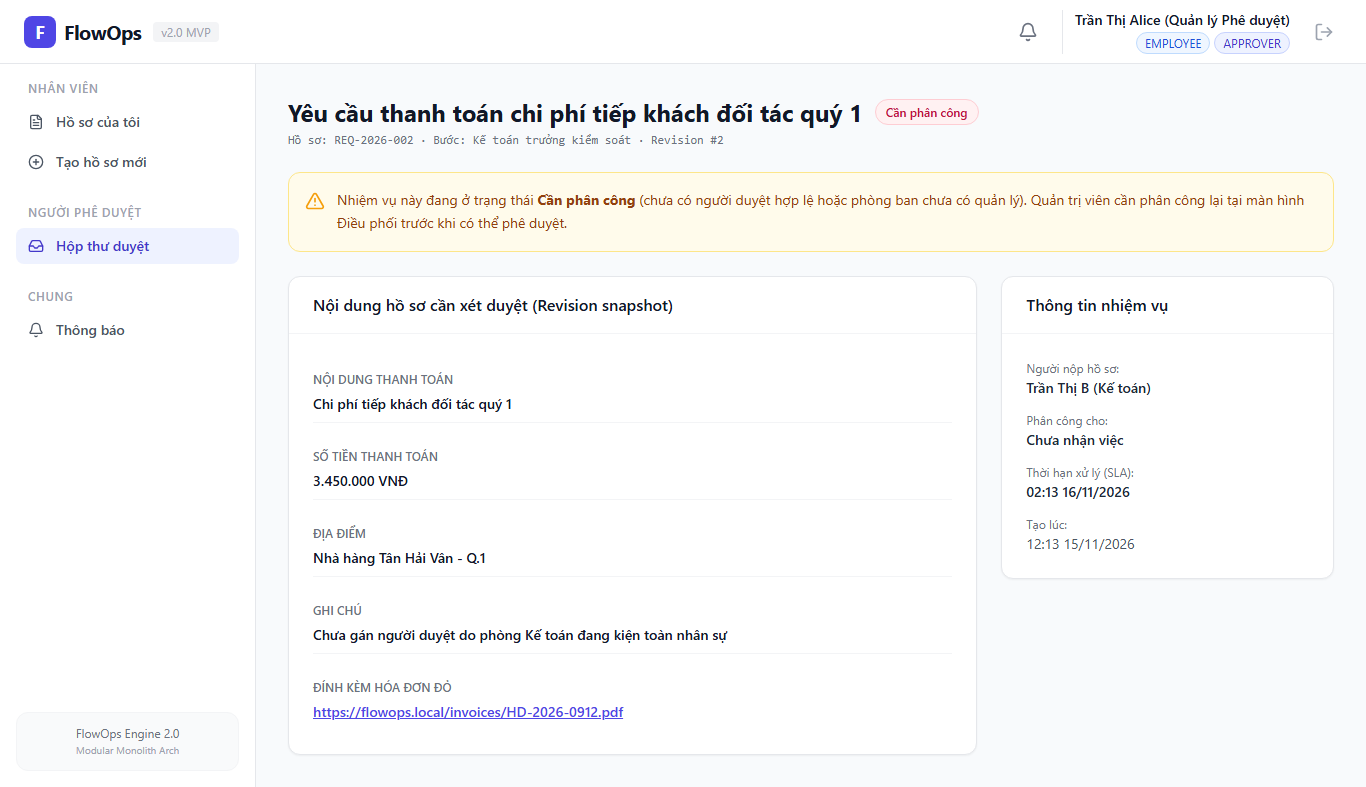 F FlowOps v2.0 MVP
Trần Thị Alice (Quản lý Phê duyệt)
EMPLOYEE APPROVER
NHÂN VIÊN
Hồ sơ của tôi
Tạo hồ sơ mới
NGƯỜI PHÊ DUYỆT
Hộp thư duyệt
CHUNG
Thông báo
FlowOps Engine 2.0
Modular Monolith Arch
Yêu cầu thanh toán chi phí tiếp khách đối tác quý 1 Cần phân công
Hồ sơ: REQ-2026-002 · Bước: Kế toán trưởng kiểm soát · Revision #2
Nhiệm vụ này đang ở trạng thái Cần phân công (chưa có người duyệt hợp lệ hoặc phòng ban chưa có quản lý). Quản trị viên cần phân công lại tại màn hình
Điều phối trước khi có thể phê duyệt.
Nội dung hồ sơ cần xét duyệt (Revision snapshot)
NỘI DUNG THANH TOÁN
Chi phí tiếp khách đối tác quý 1
SỐ TIỀN THANH TOÁN
3.450.000 VNĐ
ĐỊA ĐIỂM
Nhà hàng Tân Hải Vân - Q.1
GHI CHÚ
Chưa gán người duyệt do phòng Kế toán đang kiện toàn nhân sự
ĐÍNH KÈM HÓA ĐƠN ĐỎ
https://flowops.local/invoices/HD-2026-0912.pdf
Thông tin nhiệm vụ
Người nộp hồ sơ:
Trần Thị B (Kế toán)
Phân công cho:
Chưa nhận việc
Thời hạn xử lý (SLA):
02:13 16/11/2026
Tạo lúc:
12:13 15/11/2026